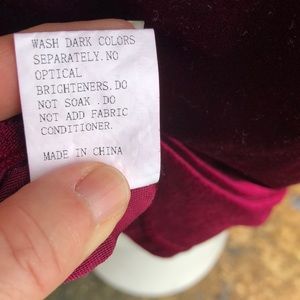 WASH DARK COLORS
SEPARATELY.NO
OPTICAL
BRIGHTENERS.DO
NOT SOAK .DO
NOT ADD FABRIC
CONDITIONER.
MADE IN CHINA